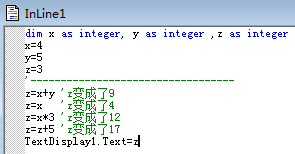 InLine1
dim x as integer, y as integer ,z as integer
x=4
y=5
z=3
'----------------------------------
z=x+y 'z变成了9
z=x 'z变成了4
z=x*3 'z变成了12
z=z+5 'z变成了17
TextDisplay1.Text=z